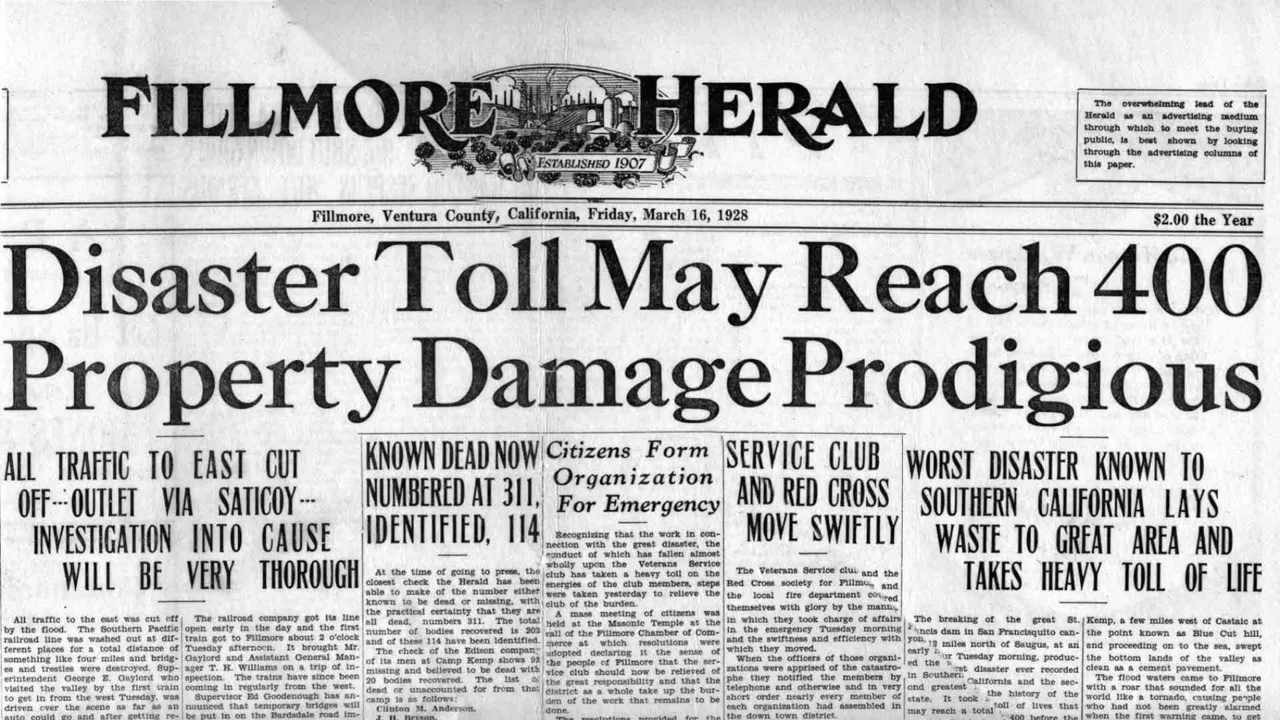 FILLMORE HERALD
ESTABLISHED 1907
The overwhelming lead of the
Herald as an advertising medium
through which to meet the buying
public, is best shown by looking
through the advertising columns of
this paper.
Fillmore, Ventura County, California, Friday, March 16, 1928
$2.00 the Year
Disaster Toll May Reach 400
Property Damage Prodigious
ALL TRAFFIC TO EAST CUT
OFF---OUTLET VIA SATICOY---
INVESTIGATION INTO CAUSE
WILL BE VERY THOROUGH
All traffic to the east was cut off
by the flood. The Southern Pacific
railroad line was washed out at dif-
ferent places for a total distance of
something like four miles and bridg-
es and trestles were destroyed. Sup-
erintendent George E. Gaylord who
visited the valley by the first train
to get in from the west Tuesday, was
driven over the scene as far as an
auto could go and after getting re-
The railroad company got its line
open early in the day and the first
train got to Fillmore about 2 o'clock
Tuesday afternoon. It brought Mr.
Gaylord and Assistant General Man-
ager T. H. Williams on a trip of in-
spection. The trains have since been
coming in regularly from the west.
Supervisor Ed Goodenough has an-
nounced that temporary bridges will
be put in on the Bardsdale road im-
KNOWN DEAD NOW
NUMBERED AT 311,
IDENTIFIED, 114
At the time of going to press, the
closest check the Herald has been
able to make of the number either
known to be dead or missing, with
the practical certainty that they are
all dead, numbers 311. The total
number of bodies recovered is 203
and of these 114 have been identified.
The check of the Edison company
of its men at Camp Kemp shows 92
missing and believed to be dead with
20 bodies recovered. The list of
dead or unaccounted for from that
camp is as follows:
Clinton M. Anderson.
J. H. Bryson.
Citizens Form
Organization
For Emergency
Recognizing that the work in con-
nection with the great disaster, the
conduct of which has fallen almost
wholly upon the Veterans Service
club has taken a heavy toll on the
energies of the club members, steps
were taken yesterday to relieve the
club of the burden.
A mass meeting of citizens was
held at the Masonic Temple at the
call of the Fillmore Chamber of Com-
merce at which resolutions were
adopted declaring it the sense of
the people of Fillmore that the ser-
vice club should now be relieved of
the great responsibility and that the
district as a whole take up the bur-
den of the work that remains to be
done.
The resolutions provided for the
SERVICE CLUB
AND RED CROSS
MOVE SWIFTLY
The Veterans Service club and the
Red Cross society for Fillmore and
the local fire department covered
themselves with glory by the manner
in which they took charge of affairs
in the emergency Tuesday morning
and the swiftness and efficiency with
which they moved.
When the officers of those organi-
zations were apprised of the catastro-
phe they notified the members by
telephone and otherwise and in very
short order nearly every member of
each organization had assembled in
the down town district.
WORST DISASTER KNOWN TO
SOUTHERN CALIFORNIA LAYS
WASTE TO GREAT AREA AND
TAKES HEAVY TOLL OF LIFE
The breaking of the great St.
Francis dam in San Francisquito can-
yon, 12 miles north of Saugus, at an
early hour Tuesday morning, produc-
ed the worst disaster ever recorded
in Southern California and the sec-
ond greatest in the history of the
state. It took a toll of lives that
may reach a total 400 before the
Kemp, a few miles west of Castaic at
the point known as Blue Cut hill,
and proceeding on to the sea, swept
the bottom lands of the valley as
clean as a cement pavement.
The flood waters came to Fillmore
with a roar that sounded for all the
world like a tornado, causing people
who had not been greatly alarmed
when the first warning came, to get